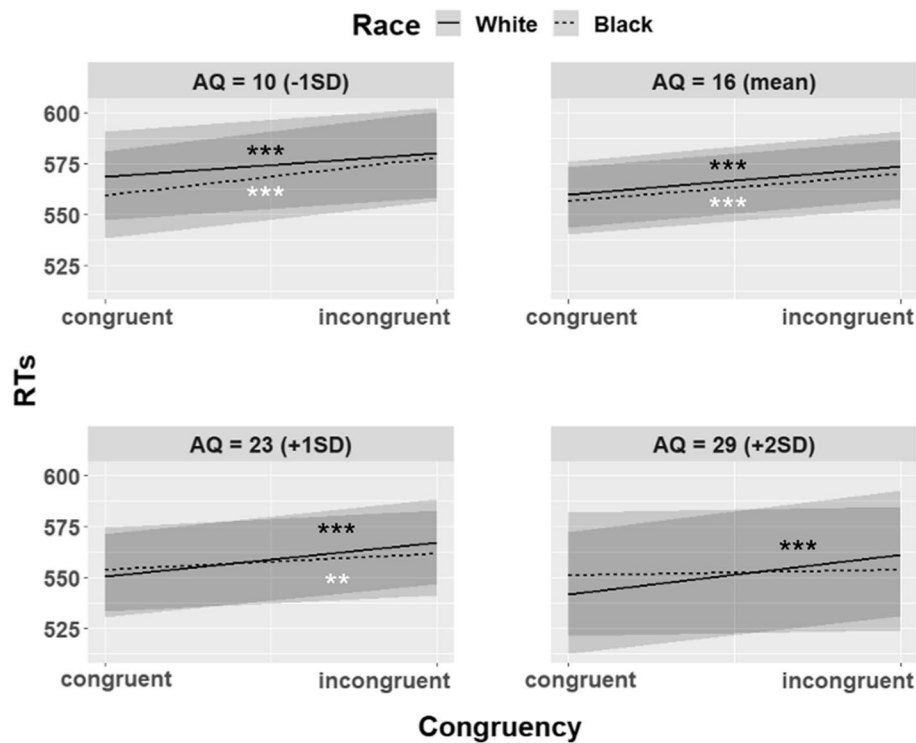 Race White Black
AQ = 10 (-1SD)
AQ = 16 (mean)
600
575
550
525
***
***
***
***
congruent incongruent
congruent incongruent
RTs
AQ = 23 (+1SD)
AQ = 29 (+2SD)
600
575
550
525
***
**
***
congruent incongruent
congruent incongruent
Congruency